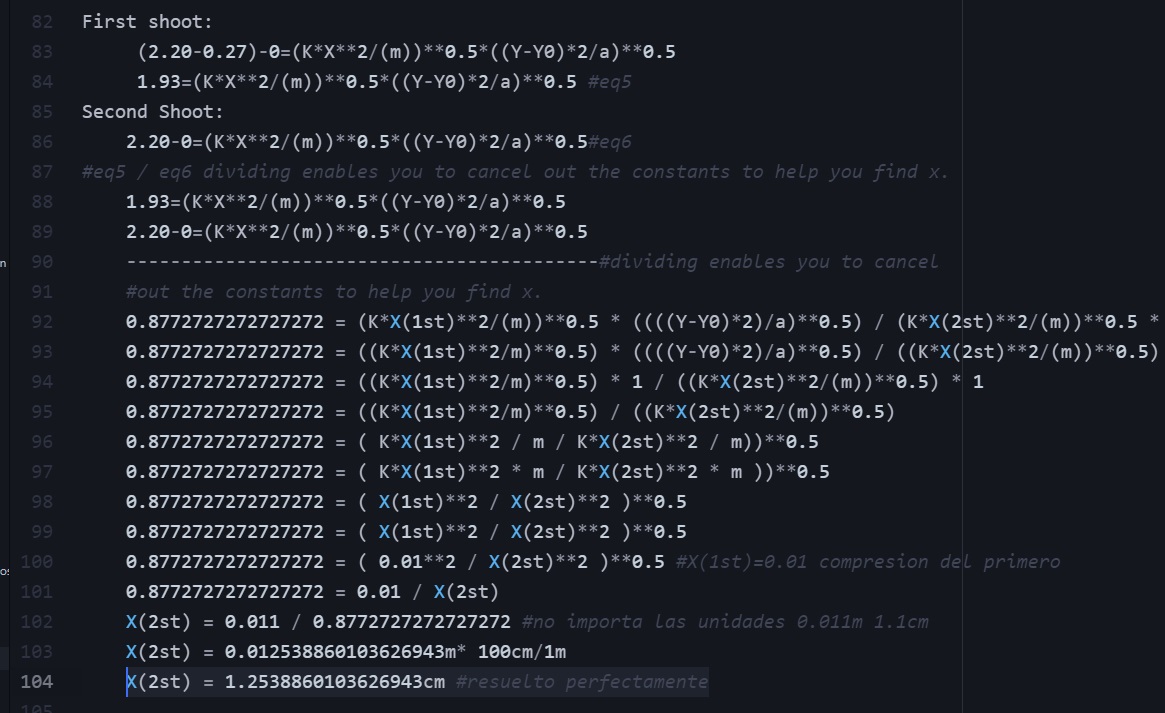 82 First shoot:
83 (2.20-0.27)-0=(K*X**2/(m))**0.5*((Y-Y0)*2/a)**0.5
84 1.93=(K*X**2/(m))**0.5*((Y-Y0)*2/a)**0.5 #eq5
85 Second Shoot:
86 2.20-0=(K*X**2/(m))**0.5*((Y-Y0)*2/a)**0.5#eq6
87 #eq5 / eq6 dividing enables you to cancel out the constants to help you find x.
88 1.93=(K*X**2/(m))**0.5*((Y-Y0)*2/a)**0.5
89 2.20-0=(K*X**2/(m))**0.5*((Y-Y0)*2/a)**0.5
90 -------------------------------------------#dividing enables you to cancel
91 #out the constants to help you find x.
92 0.8772727272727272 = (K*X(1st)**2/(m))**0.5 * ((((Y-Y0)*2)/a)**0.5) / (K*X(2st)**2/(m))**0.5 *
93 0.8772727272727272 = ((K*X(1st)**2/m)**0.5) * ((((Y-Y0)*2)/a)**0.5) / ((K*X(2st)**2/(m))**0.5)
94 0.8772727272727272 = ((K*X(1st)**2/m)**0.5) * 1 / ((K*X(2st)**2/(m))**0.5) * 1
95 0.8772727272727272 = ((K*X(1st)**2/m)**0.5) / ((K*X(2st)**2/(m))**0.5)
96 0.8772727272727272 = ( K*X(1st)**2 / m / K*X(2st)**2 / m))**0.5
97 0.8772727272727272 = ( K*X(1st)**2 * m / K*X(2st)**2 * m ))**0.5
98 0.8772727272727272 = ( X(1st)**2 / X(2st)**2 )**0.5
99 0.8772727272727272 = ( X(1st)**2 / X(2st)**2 )**0.5
100 0.8772727272727272 = ( 0.01**2 / X(2st)**2 )**0.5 #X(1st)=0.01 compresion del primero
101 0.8772727272727272 = 0.01 / X(2st)
102 X(2st) = 0.011 / 0.8772727272727272 #no importa las unidades 0.011m 1.1cm
103 X(2st) = 0.012538860103626943m* 100cm/1m
104 X(2st) = 1.2538860103626943cm #resuelto perfectamente
105